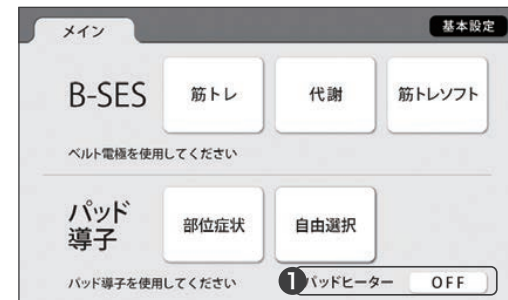 メイン
基本設定
B-SES
筋トレ
代謝
筋トレソフト
ベルト電極を使用してください
パッド
導子
部位症状
自由選択
パッド導子を使用してください
❶
パッドヒーター OFF